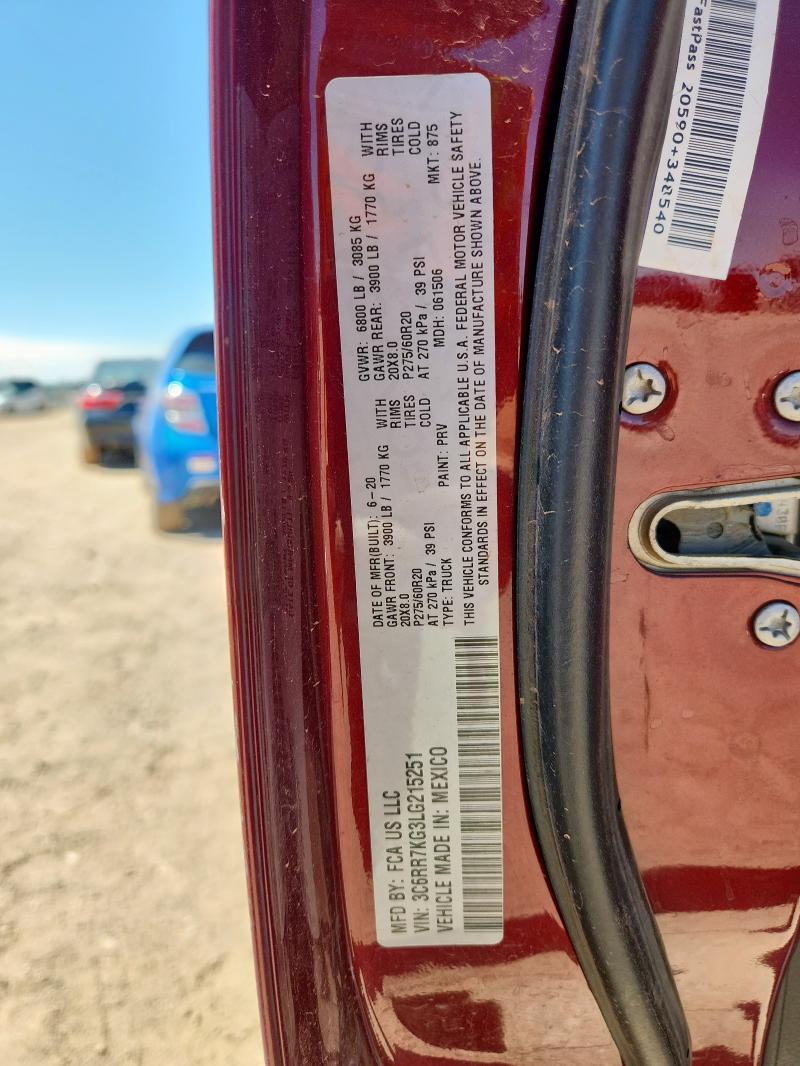 MFD BY: FCA US LLC
VIN: 3C6RR7KG3LG215251
VEHICLE MADE IN: MEXICO
DATE OF MFR(BUILT): 6-20
GVWR: 6800 LB / 3085 KG
GAWR FRONT: 3900 LB / 1770 KG WITH
GAWR REAR: 3900 LB / 1770 KG WITH
20X8.0 RIMS
20X8.0 RIMS
P275/60R20 TIRES
P275/60R20 TIRES
AT 270 kPa / 39 PSI COLD
AT 270 kPa / 39 PSI COLD
TYPE: TRUCK PAINT: PRV MDH: 061506 MKT: 875
THIS VEHICLE CONFORMS TO ALL APPLICABLE U.S.A. FEDERAL MOTOR VEHICLE SAFETY
STANDARDS IN EFFECT ON THE DATE OF MANUFACTURE SHOWN ABOVE.
FastPass 20590+348540